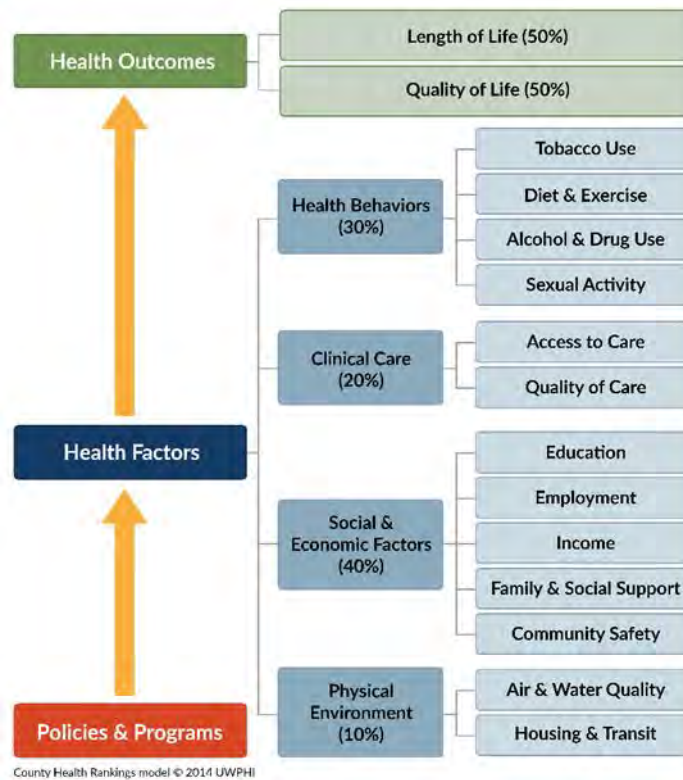 Health Outcomes
Length of Life (50%)
Quality of Life (50%)
Health Factors
Health Behaviors
(30%)
Tobacco Use
Diet & Exercise
Alcohol & Drug Use
Sexual Activity
Clinical Care
(20%)
Access to Care
Quality of Care
Social &
Economic Factors
(40%)
Education
Employment
Income
Family & Social Support
Community Safety
Physical
Environment
(10%)
Air & Water Quality
Housing & Transit
Policies & Programs
County Health Rankings model © 2014 UWPHI